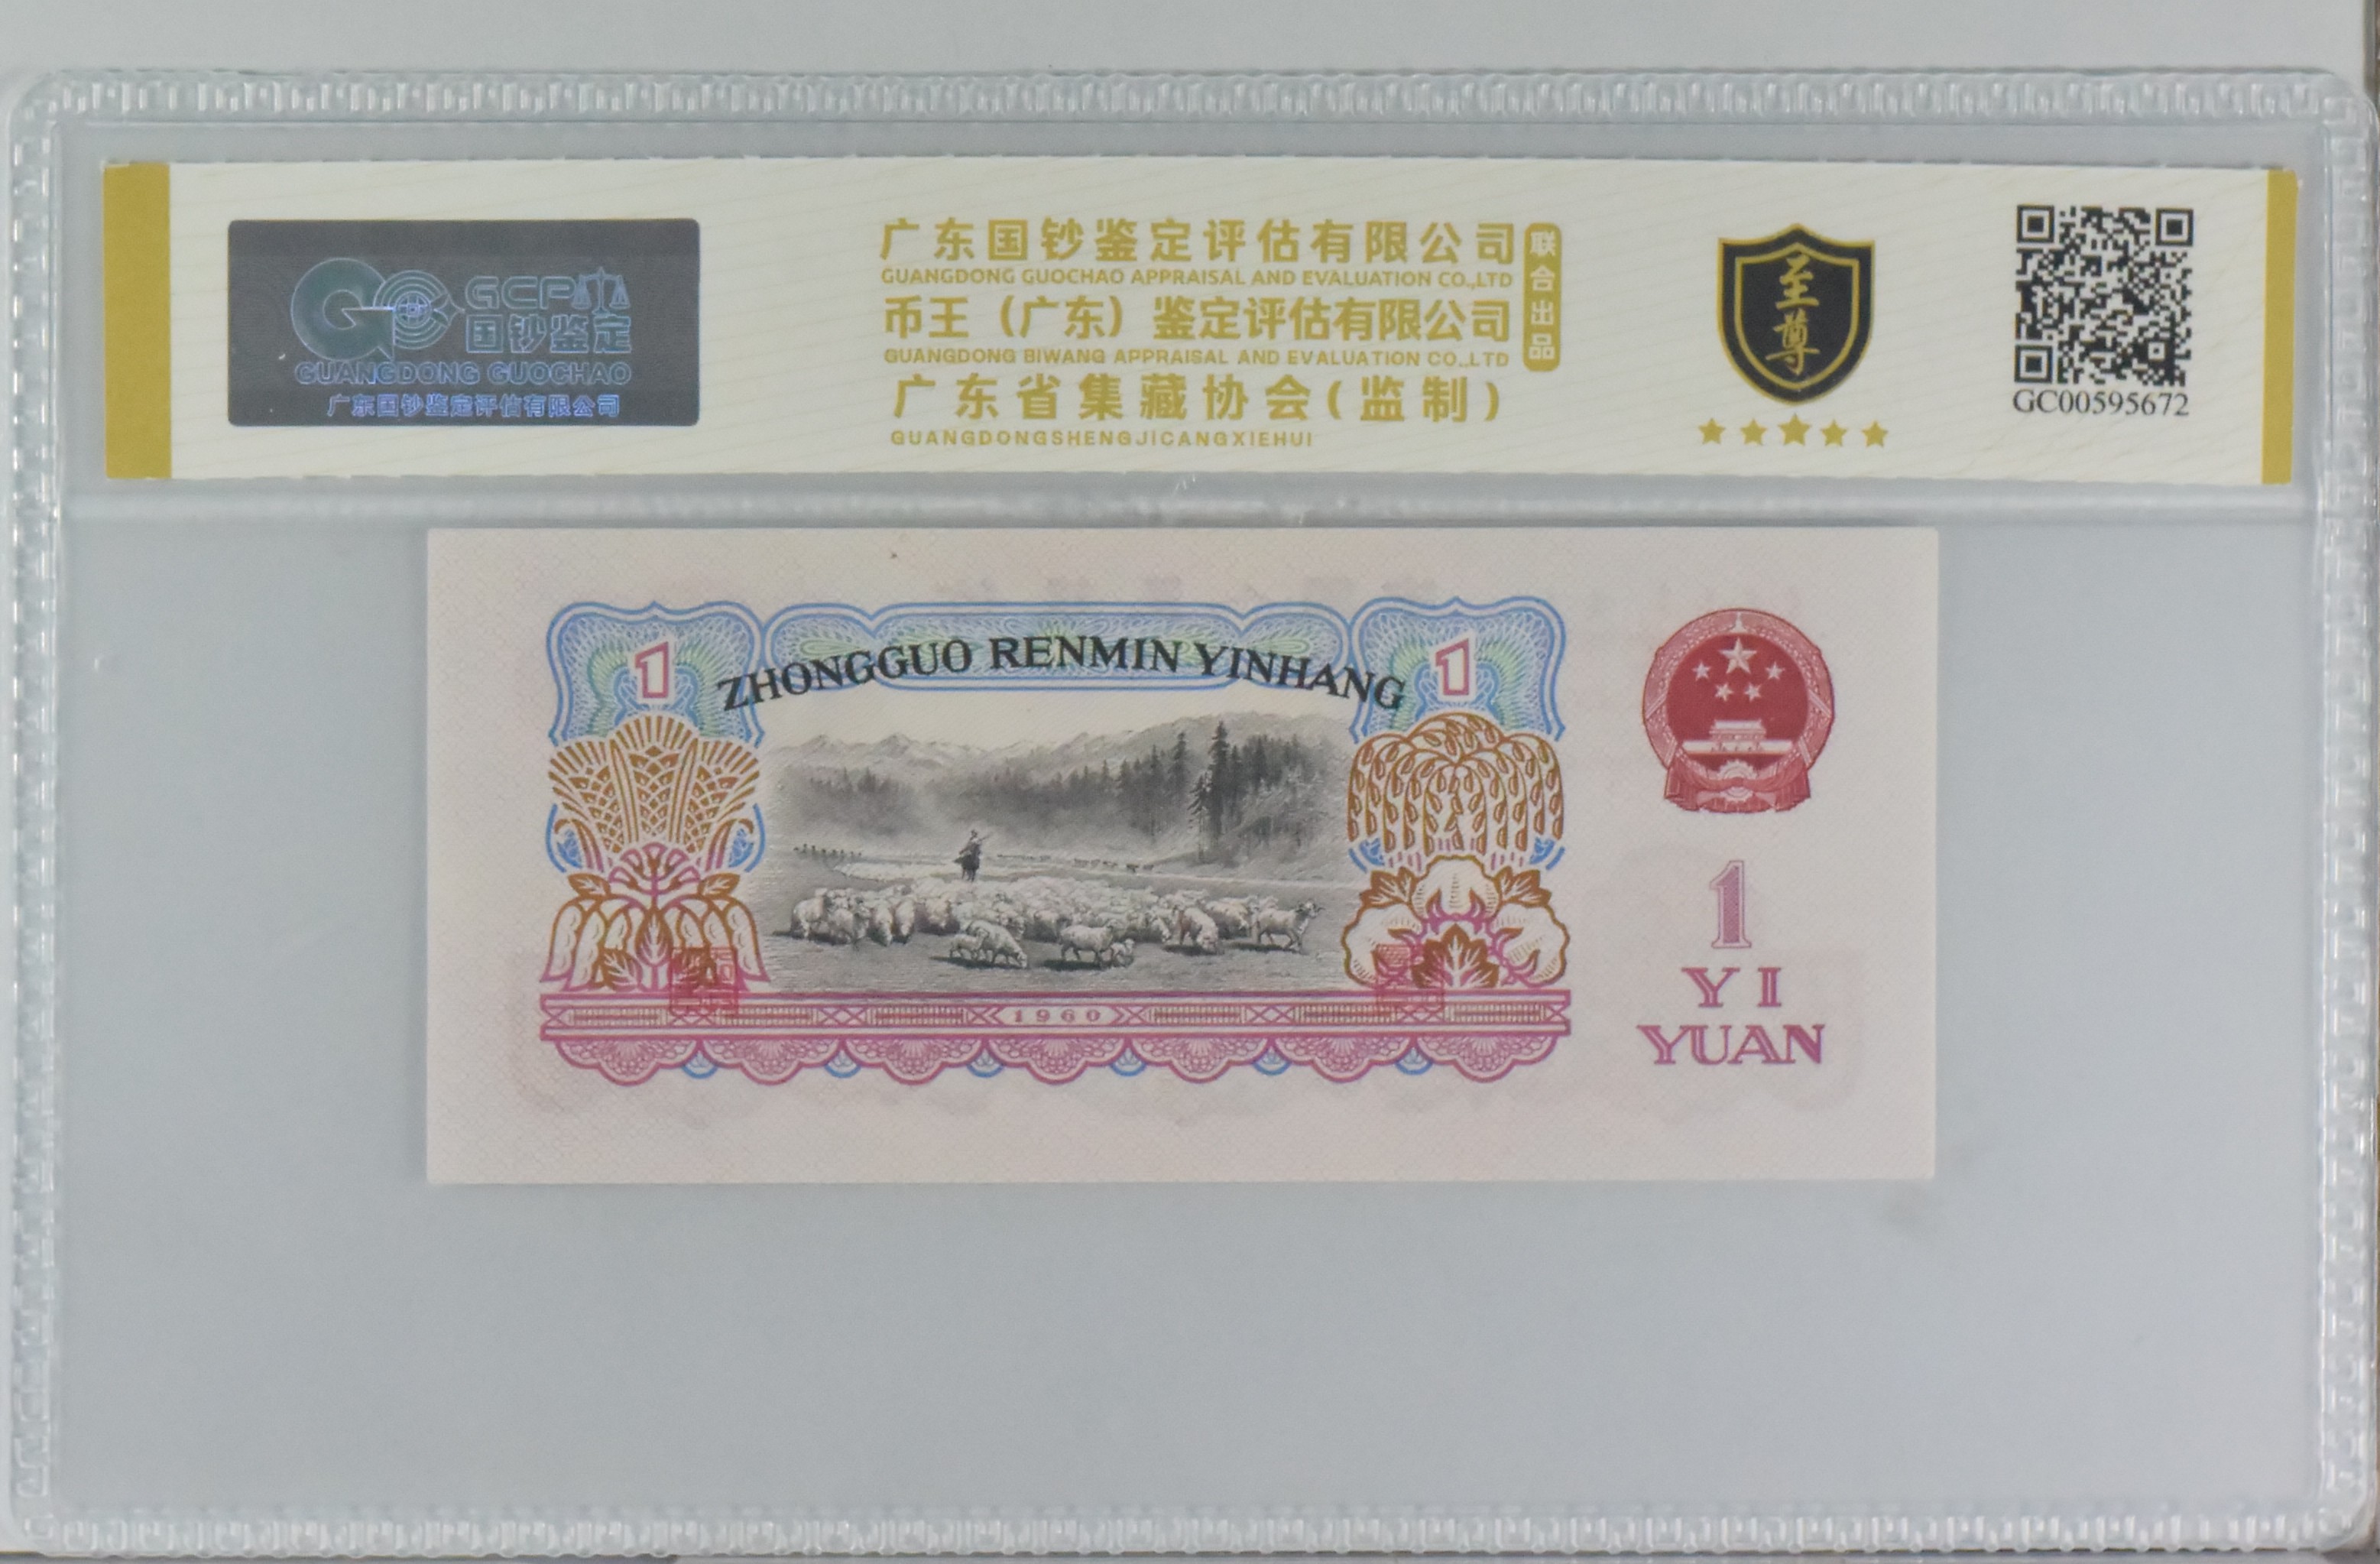 GCP
国钞鉴定
GUANGDONG GUOCHAO
广东国钞鉴定评估有限公司
广东国钞鉴定评估有限公司
GUANGDONG GUOCHAO APPRAISAL AND EVALUATION CO.,LTD
币王（广东）鉴定评估有限公司
GUANGDONG BIWANG APPRAISAL AND EVALUATION CO.,LTD
广东省集藏协会(监制)
GUANGDONGSHENGJICANGXIEHUI
联合出品
至尊
GC00595672
1
ZHONGGUO RENMIN YINHANG
1
1960
1
YI
YUAN